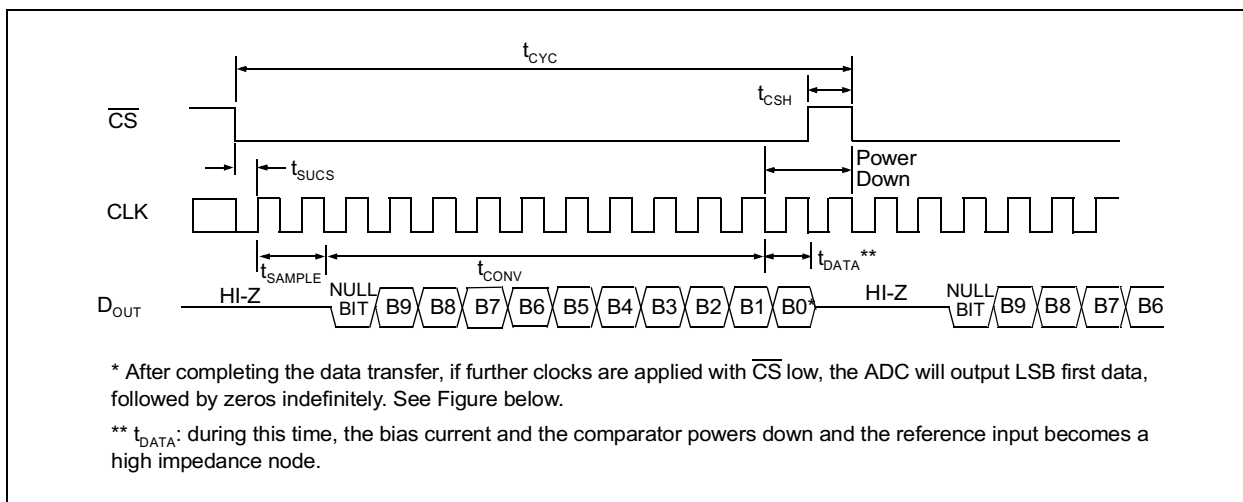 tCYC
tCSH
CS
tSUCS
Power
Down
CLK
tSAMPLE
tCONV
tDATA**
DOUT
HI-Z
NULL
BIT
B9 B8 B7 B6 B5 B4 B3 B2 B1 B0*
HI-Z
NULL
BIT
B9 B8 B7 B6
* After completing the data transfer, if further clocks are applied with CS low, the ADC will output LSB first data,
followed by zeros indefinitely. See Figure below.
** tDATA: during this time, the bias current and the comparator powers down and the reference input becomes a
high impedance node.